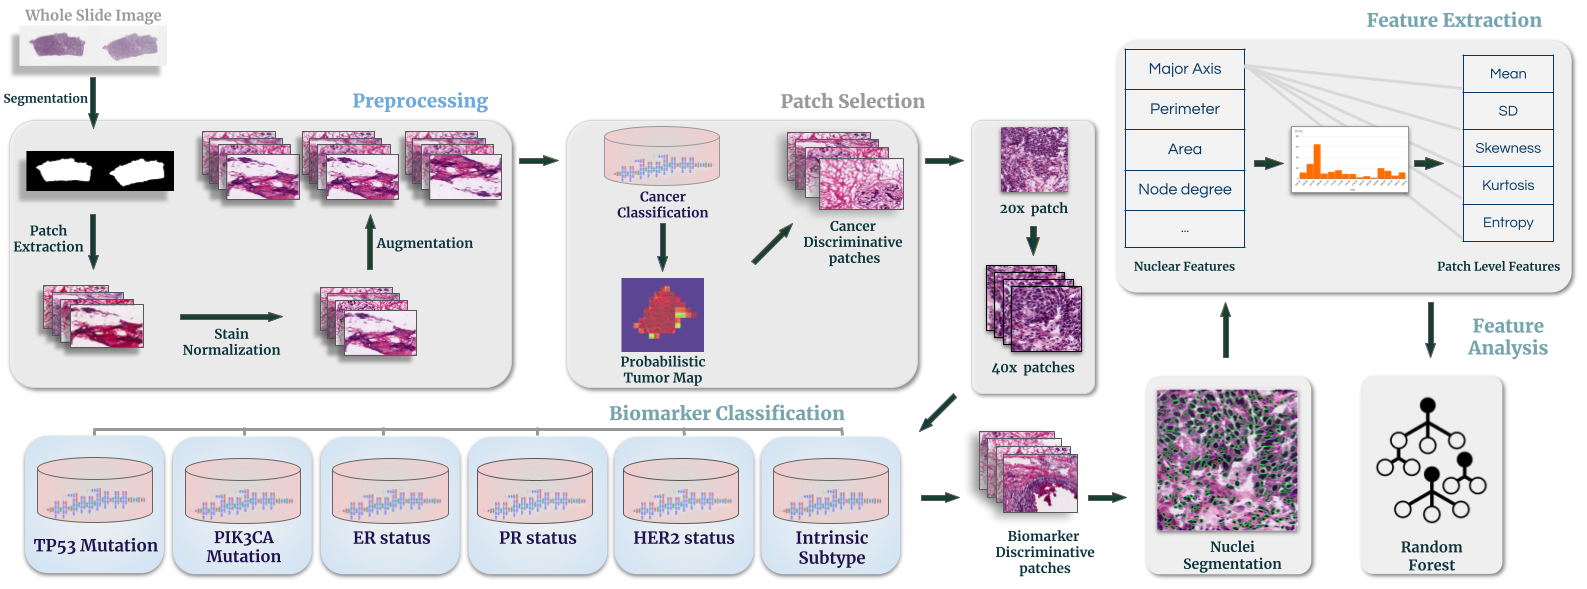 Whole Slide Image
Segmentation
Preprocessing
Patch
Extraction
Stain
Normalization
Augmentation
Patch Selection
Cancer
Classification
Probabilistic
Tumor Map
Cancer
Discriminative
patches
20x patch
40x patches
Biomarker Classification
TP53 Mutation
PIK3CA
Mutation
ER status
PR status
HER2 status
Intrinsic
Subtype
Biomarker
Discriminative
patches
Nuclei
Segmentation
Feature Extraction
Major Axis
Perimeter
Area
Node degree
...
Nuclear Features
Mean
SD
Skewness
Kurtosis
Entropy
Patch Level Features
Feature
Analysis
Random
Forest